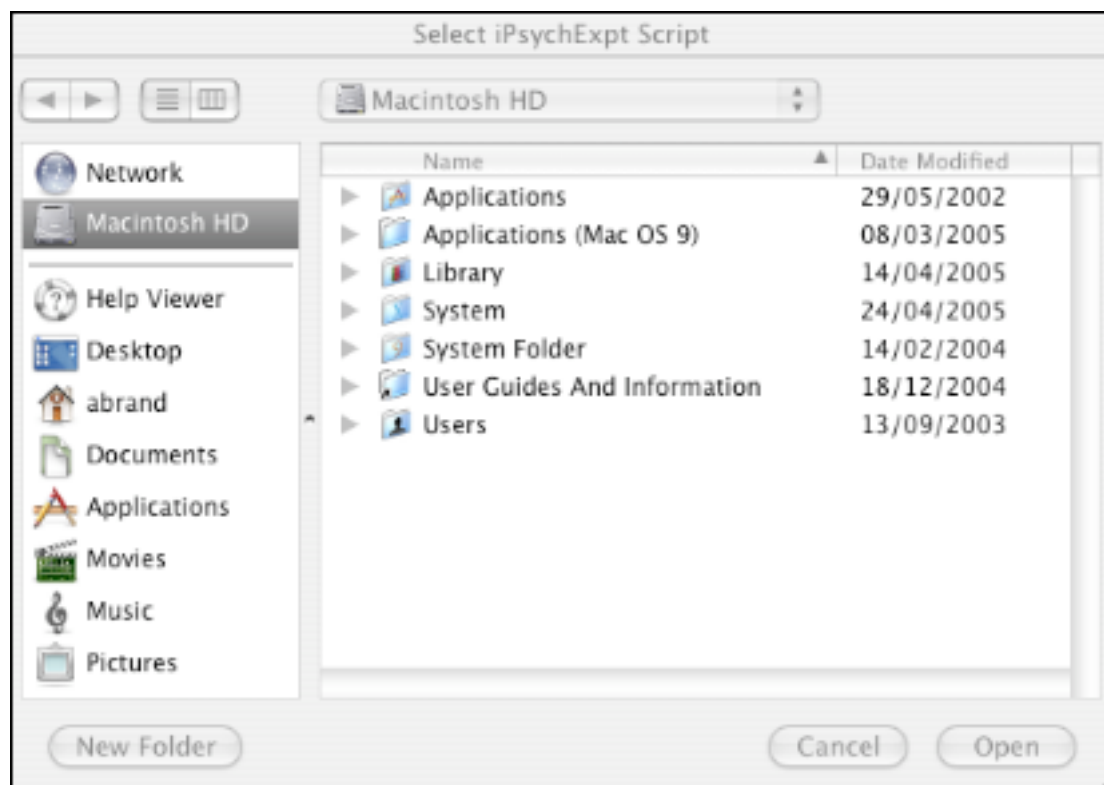 Select iPsychExpt Script
Macintosh HD
Network
Macintosh HD
Help Viewer
Desktop
abrand
Documents
Applications
Movies
Music
Pictures
Name Date Modified
Applications 29/05/2002
Applications (Mac OS 9) 08/03/2005
Library 14/04/2005
System 24/04/2005
System Folder 14/02/2004
User Guides And Information 18/12/2004
Users 13/09/2003
New Folder Cancel Open